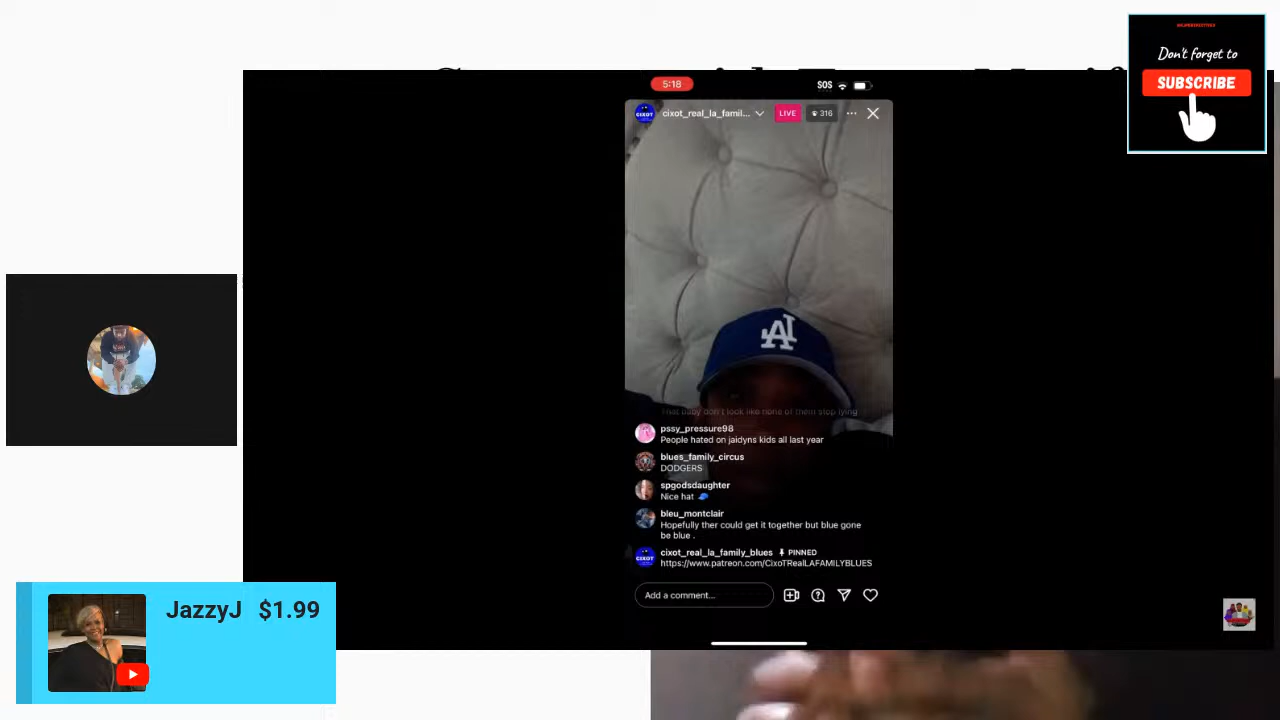 Don't forget to
SUBSCRIBE
5:18
SOS
cixot_real_la_famil...
LIVE
316
CIXOT
LA
That baby don't look like none of them stop lying
pssy_pressure98
People hated on jaidyns kids all last year
blues_family_circus
DODGERS
spgodsdaughter
Nice hat 🧢
bleu_montclair
Hopefully ther could get it together but blue gone
be blue .
CIXOT
cixot_real_la_family_blues PINNED
https://www.patreon.com/CixoTRealLAFAMILYBLUES
Add a comment...
JazzyJ $1.99